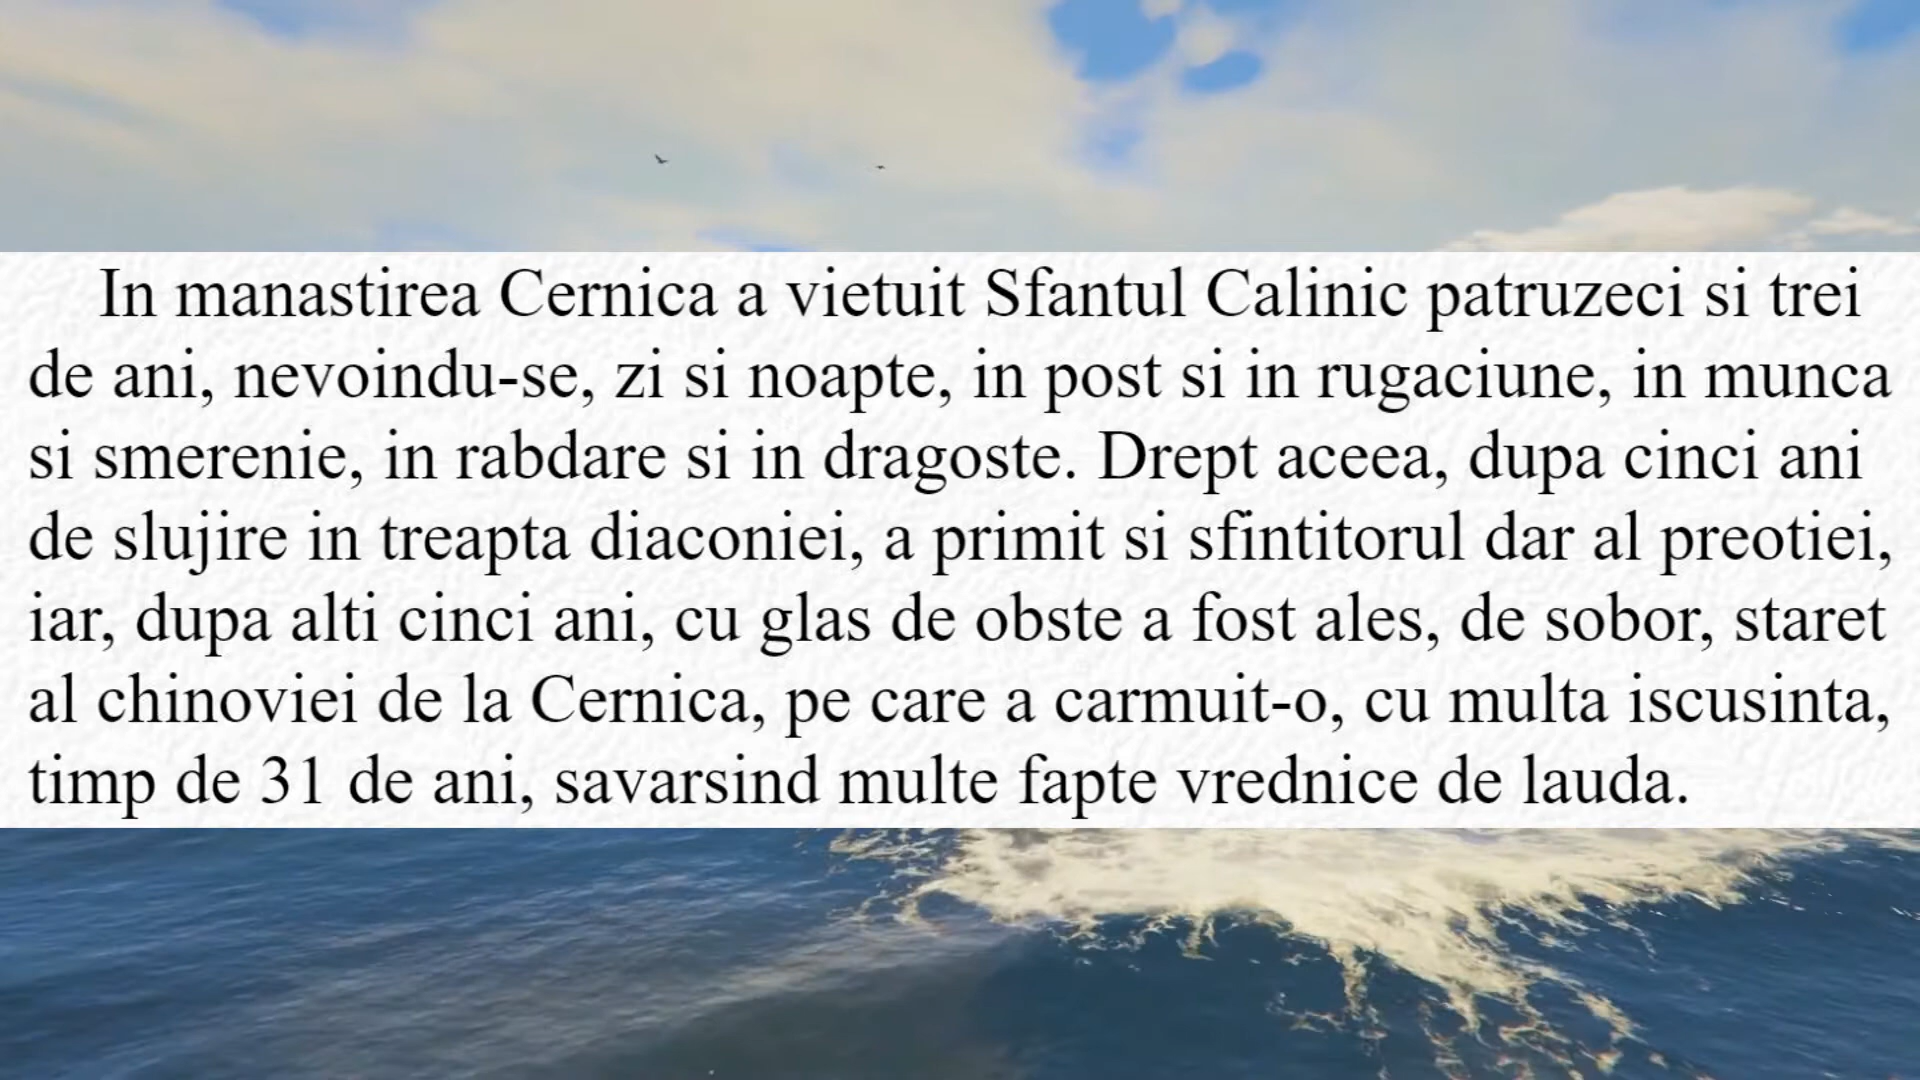 In manastirea Cernica a vietuit Sfantul Calinic patruzeci si trei
de ani, nevoindu-se, zi si noapte, in post si in rugaciune, in munca
si smerenie, in rabdare si in dragoste. Drept aceea, dupa cinci ani
de slujire in treapta diaconiei, a primit si sfintitorul dar al preotiei,
iar, dupa alti cinci ani, cu glas de obste a fost ales, de sobor, staret
al chinoviei de la Cernica, pe care a carmuit-o, cu multa iscusinta,
timp de 31 de ani, savarsind multe fapte vrednice de lauda.